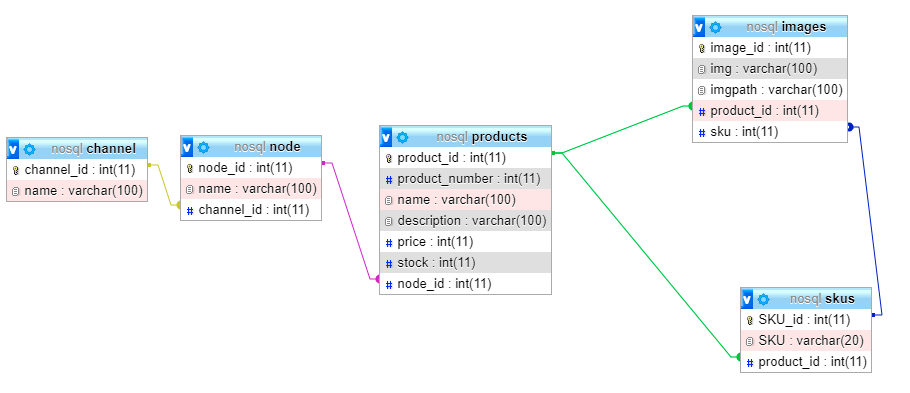 v nosql channel
channel_id : int(11)
name : varchar(100)
v nosql node
node_id : int(11)
name : varchar(100)
# channel_id : int(11)
v nosql products
product_id : int(11)
# product_number : int(11)
name : varchar(100)
description : varchar(100)
# price : int(11)
# stock : int(11)
# node_id : int(11)
v nosql images
image_id : int(11)
img : varchar(100)
imgpath : varchar(100)
# product_id : int(11)
# sku : int(11)
v nosql skus
SKU_id : int(11)
SKU : varchar(20)
# product_id : int(11)